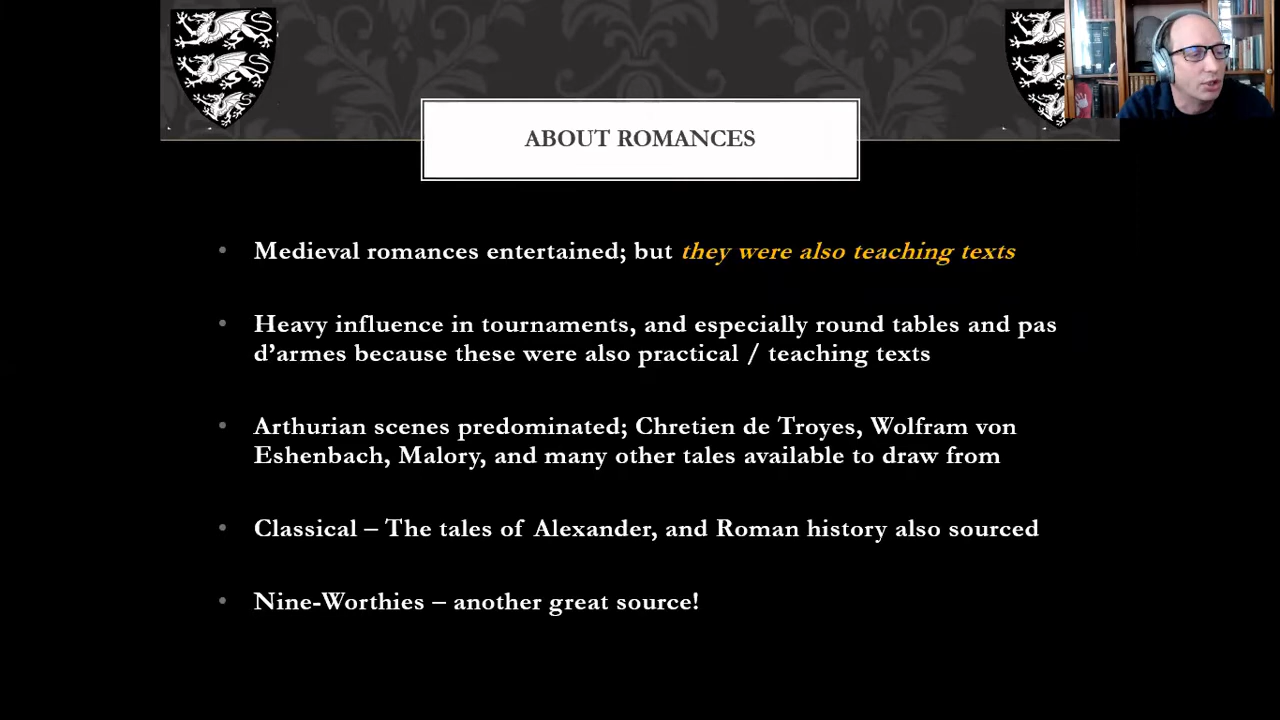 ABOUT ROMANCES
• Medieval romances entertained; but they were also teaching texts
• Heavy influence in tournaments, and especially round tables and pas
d’armes because these were also practical / teaching texts
• Arthurian scenes predominated; Chretien de Troyes, Wolfram von
Eshenbach, Malory, and many other tales available to draw from
• Classical – The tales of Alexander, and Roman history also sourced
• Nine-Worthies – another great source!